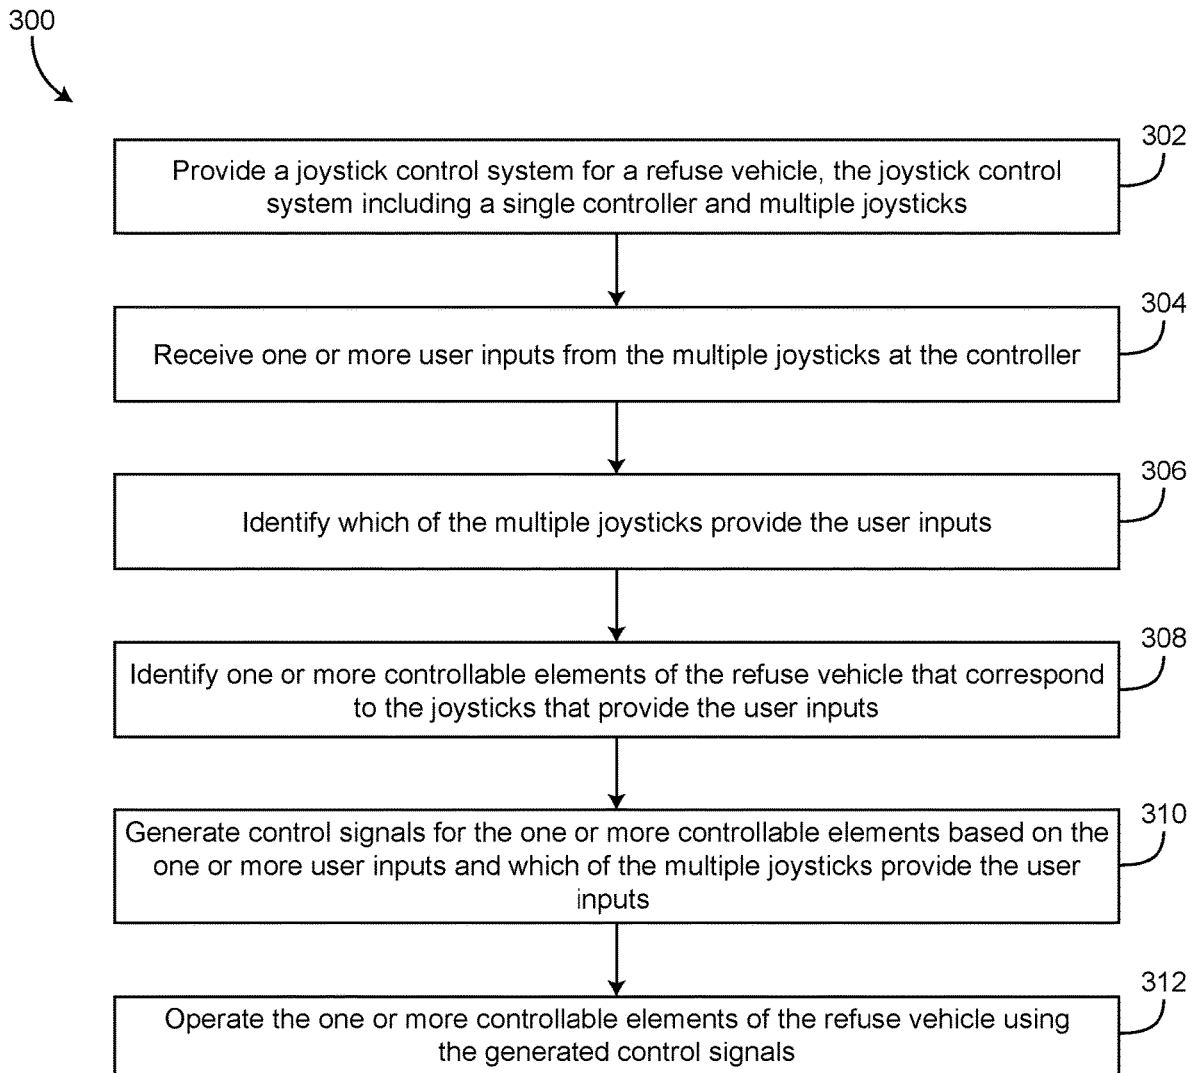 300
302
Provide a joystick control system for a refuse vehicle, the joystick control
system including a single controller and multiple joysticks
304
Receive one or more user inputs from the multiple joysticks at the controller
306
Identify which of the multiple joysticks provide the user inputs
308
Identify one or more controllable elements of the refuse vehicle that correspond
to the joysticks that provide the user inputs
310
Generate control signals for the one or more controllable elements based on the
one or more user inputs and which of the multiple joysticks provide the user
inputs
312
Operate the one or more controllable elements of the refuse vehicle using
the generated control signals